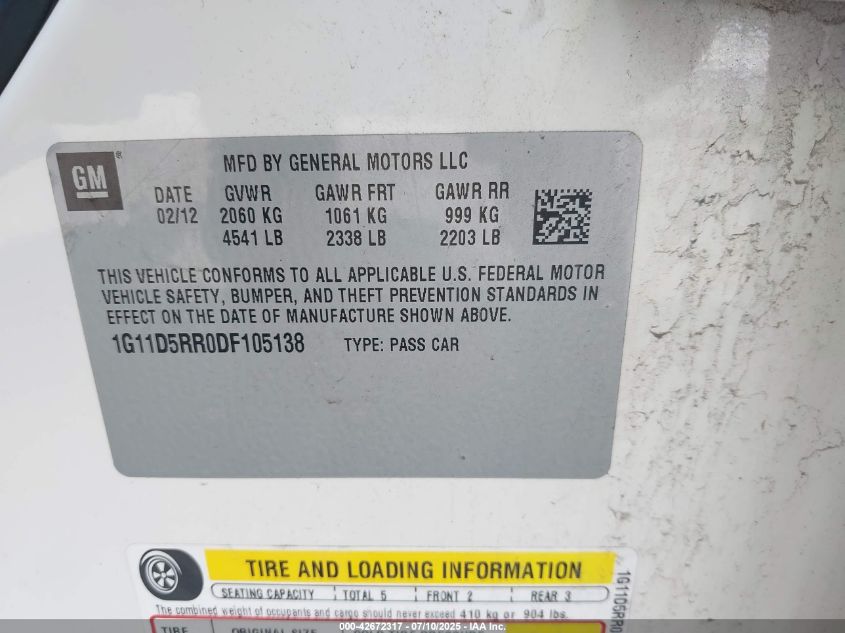 GM
®
MFD BY GENERAL MOTORS LLC
DATE GVWR GAWR FRT GAWR RR
02/12 2060 KG 1061 KG 999 KG
4541 LB 2338 LB 2203 LB
THIS VEHICLE CONFORMS TO ALL APPLICABLE U.S. FEDERAL MOTOR
VEHICLE SAFETY, BUMPER, AND THEFT PREVENTION STANDARDS IN
EFFECT ON THE DATE OF MANUFACTURE SHOWN ABOVE.
1G11D5RR0DF105138 TYPE: PASS CAR
TIRE AND LOADING INFORMATION
SEATING CAPACITY TOTAL 5 FRONT 2 REAR 3
The combined weight of occupants and cargo should never exceed 410 kg or 904 lbs.
TIRE ORIGINAL SIZE
1G11D5RR0
000-42672317 - 07/10/2025 - IAA Inc.